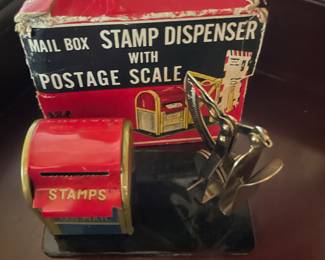 MAIL BOX STAMP DISPENSER
WITH
POSTAGE SCALE
STAMPS